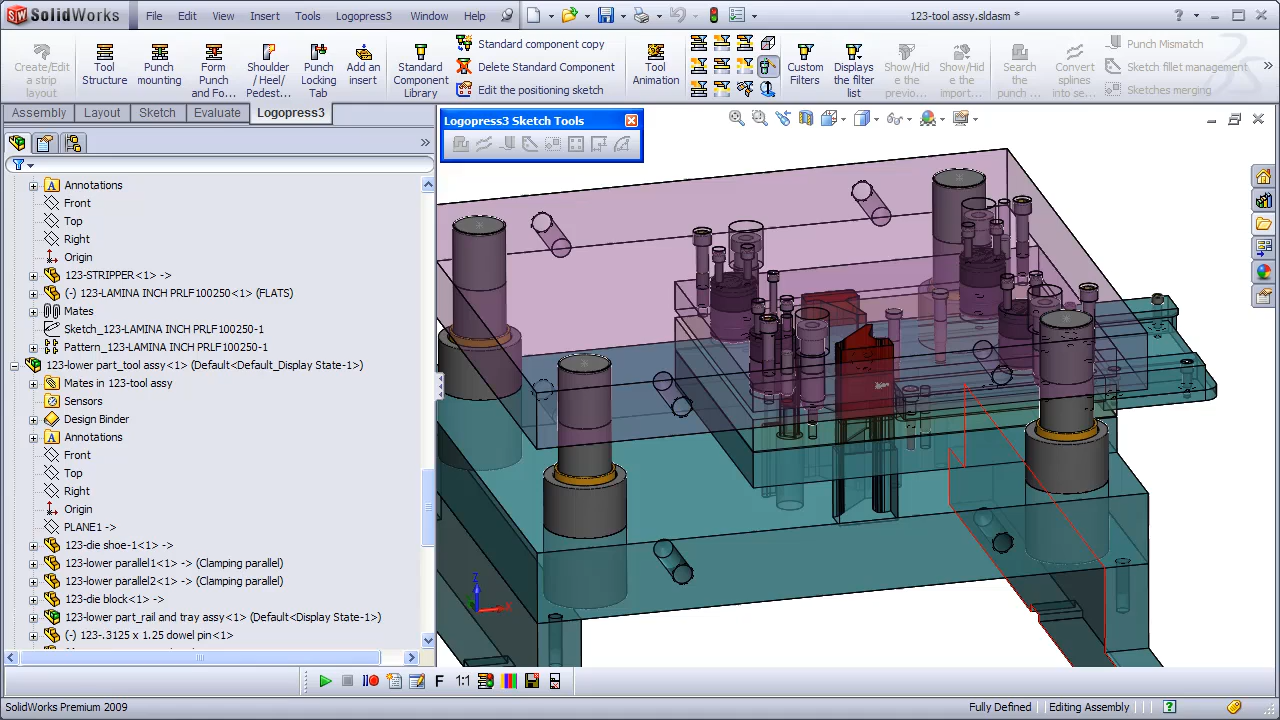 SolidWorks File Edit View Insert Tools Logopress3 Window Help 123-tool assy.sldasm *
Create/Edit a strip layout
Tool Structure
Punch mounting
Form Punch and Fo...
Shoulder /Heel/ Pedest...
Punch Locking Tab
Add an insert
Standard Component Library
Standard component copy
Delete Standard Component
Edit the positioning sketch
Tool Animation
Custom Filters
Displays the filter list
Show/Hid e the previo...
Show/Hid e the import...
Search the punch ...
Convert splines into se...
Punch Mismatch
Sketch fillet management
Sketches merging
Assembly Layout Sketch Evaluate Logopress3
Logopress3 Sketch Tools
Annotations
Front
Top
Right
Origin
123-STRIPPER<1> ->
(-) 123-LAMINA INCH PRLF100250<1> (FLATS)
Mates
Sketch_123-LAMINA INCH PRLF100250-1
Pattern_123-LAMINA INCH PRLF100250-1
123-lower part_tool assy<1> (Default<Default_Display State-1>)
Mates in 123-tool assy
Sensors
Design Binder
Annotations
Front
Top
Right
Origin
PLANE1 ->
123-die shoe-1<1> ->
123-lower parallel1<1> -> (Clamping parallel)
123-lower parallel2<1> -> (Clamping parallel)
123-die block<1> ->
123-lower part_rail and tray assy<1> (Default<Display State-1>)
(-) 123-.3125 x 1.25 dowel pin<1>
Z
X
F 1:1
SolidWorks Premium 2009 Fully Defined Editing Assembly